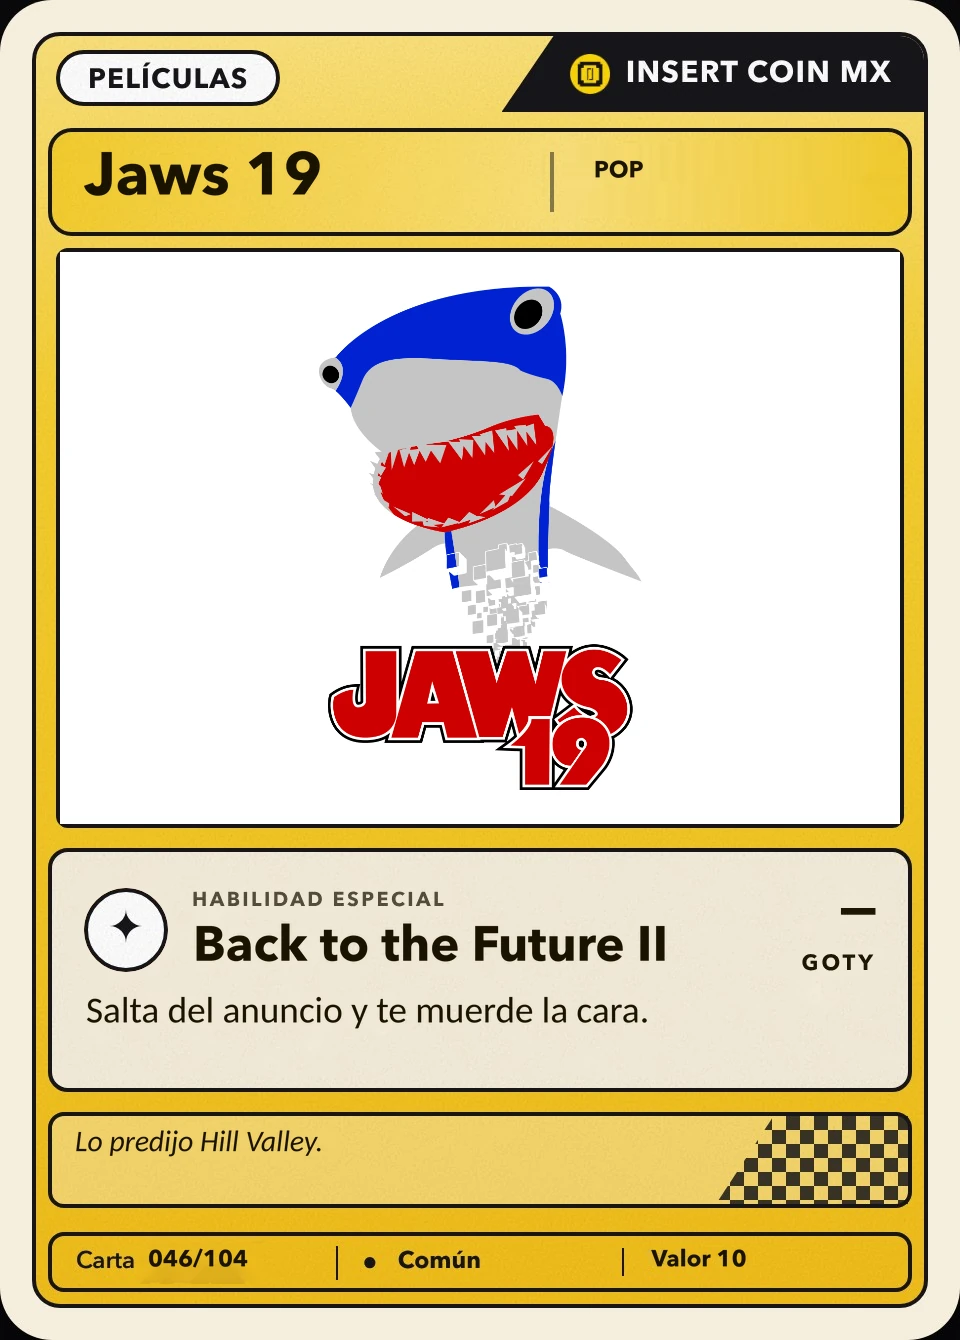 PELÍCULAS
INSERT COIN MX
Jaws 19
POP
JAWS
19
HABILIDAD ESPECIAL
Back to the Future II
—
GOTY
Salta del anuncio y te muerde la cara.
Lo predijo Hill Valley.
Carta 046/104
• Común
Valor 10